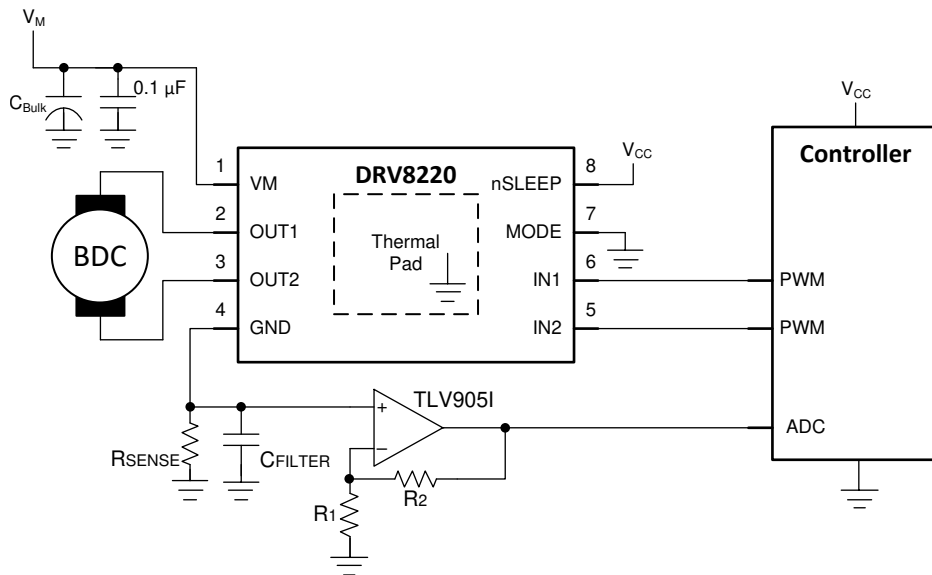 VM
CBulk
0.1 µF
DRV8220
Thermal
Pad
1
VM
2
OUT1
3
OUT2
4
GND
8
nSLEEP
VCC
7
MODE
6
IN1
5
IN2
BDC
VCC
Controller
PWM
PWM
ADC
TLV905I
RSENSE
CFILTER
R2
R1